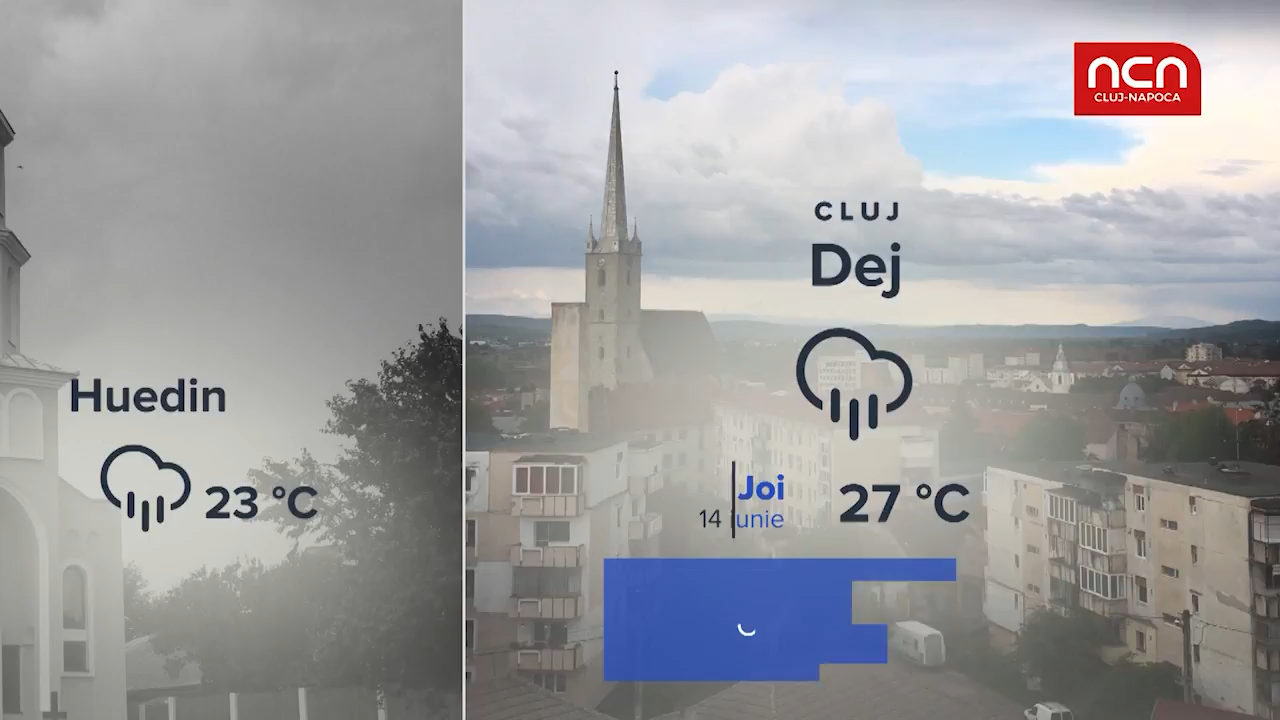 ncn
CLUJ-NAPOCA
CLUJ
Dej
Huedin
23 °C
Joi
14 iunie
27 °C